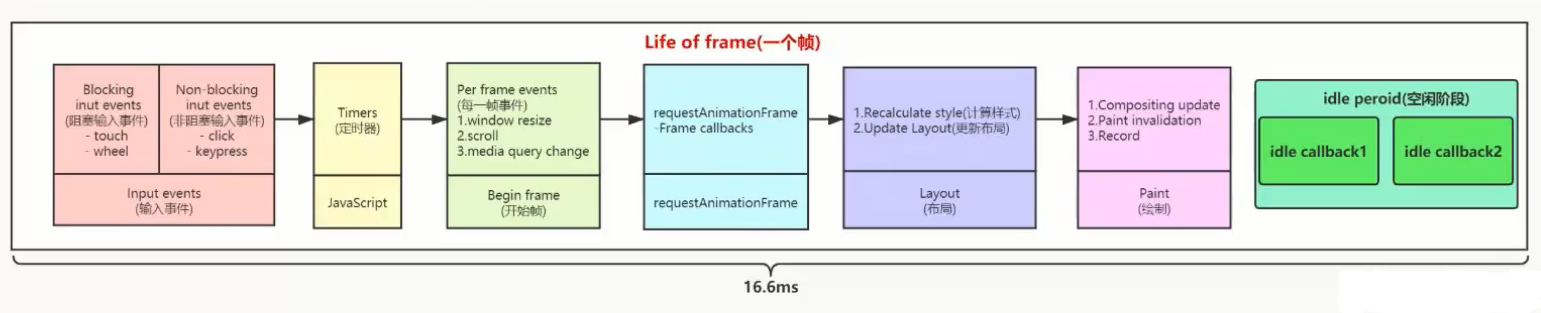 Life of frame(一个帧)
Blocking
inut events
(阻塞输入事件)
- touch
- wheel
Non-blocking
inut events
(非阻塞输入事件)
- click
- keypress
Input events
(输入事件)
Timers
(定时器)
JavaScript
Per frame events
(每一帧事件)
1.window resize
2.scroll
3.media query change
Begin frame
(开始帧)
requestAnimationFrame
-Frame callbacks
requestAnimationFrame
1.Recalculate style(计算样式)
2.Update Layout(更新布局)
Layout
(布局)
1.Compositing update
2.Paint invalidation
3.Record
Paint
(绘制)
idle peroid(空闲阶段)
idle callback1
idle callback2
16.6ms